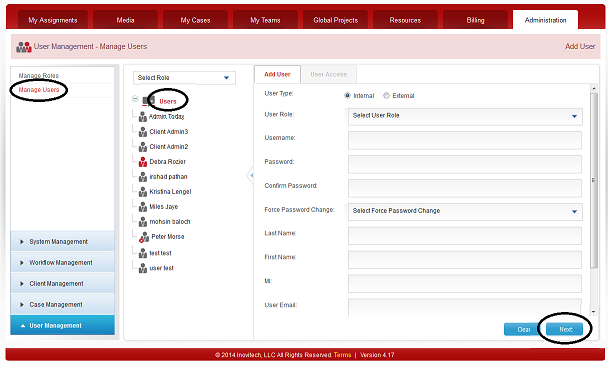 My Assignments Media My Cases My Teams Global Projects Resources Billing Administration
User Management - Manage Users Add User
Manage Roles
Manage Users
System Management
Workflow Management
Client Management
Case Management
User Management
Select Role
Users
Admin Today
Client Admin3
Client Admin2
Debra Rozier
irshad pathan
Kristina Lengel
Miles Jaye
mohsin baloch
Peter Morse
test test
user test
Add User User Access
User Type: Internal External
User Role: Select User Role
Username:
Password:
Confirm Password:
Force Password Change: Select Force Password Change
Last Name:
First Name:
MI:
User Email:
Clear Next
© 2014 Inovitech, LLC All Rights Reserved. Terms | Version 4.17